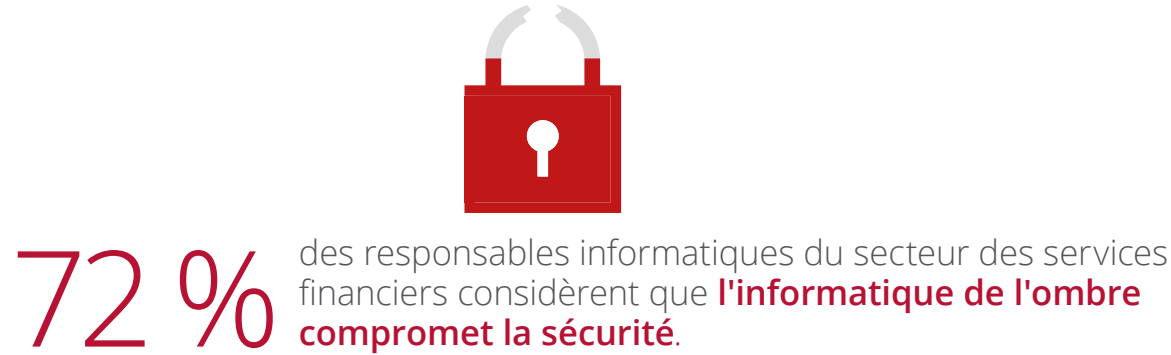 72 %
des responsables informatiques du secteur des services
financiers considèrent que l'informatique de l'ombre
compromet la sécurité.